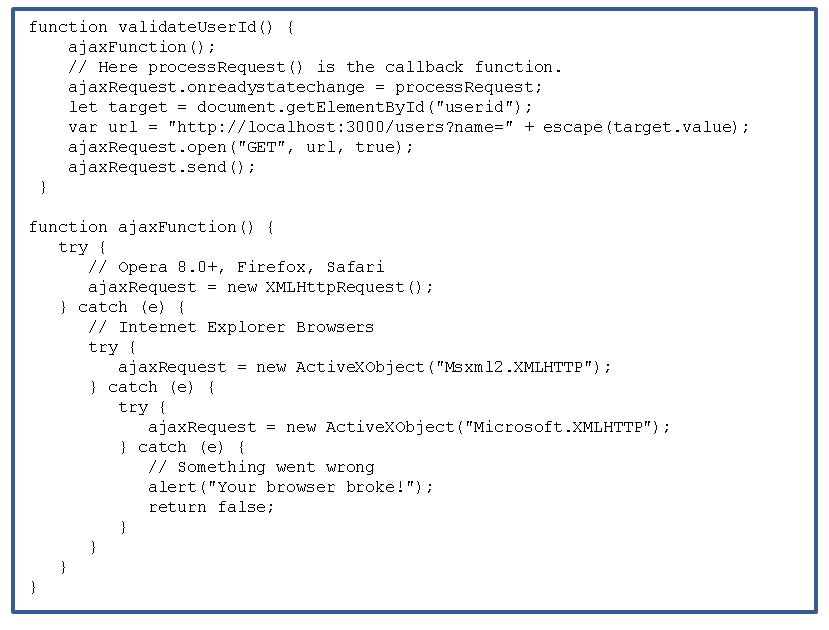 function validateUserId() {
    ajaxFunction();
    // Here processRequest() is the callback function.
    ajaxRequest.onreadystatechange = processRequest;
    let target = document.getElementById("userid");
    var url = "http://localhost:3000/users?name=" + escape(target.value);
    ajaxRequest.open("GET", url, true);
    ajaxRequest.send();
 }

function ajaxFunction() {
   try {
      // Opera 8.0+, Firefox, Safari
      ajaxRequest = new XMLHttpRequest();
   } catch (e) {
      // Internet Explorer Browsers
      try {
         ajaxRequest = new ActiveXObject("Msxml2.XMLHTTP");
      } catch (e) {
         try {
            ajaxRequest = new ActiveXObject("Microsoft.XMLHTTP");
         } catch (e) {
            // Something went wrong
            alert("Your browser broke!");
            return false;
         }
      }
   }
}